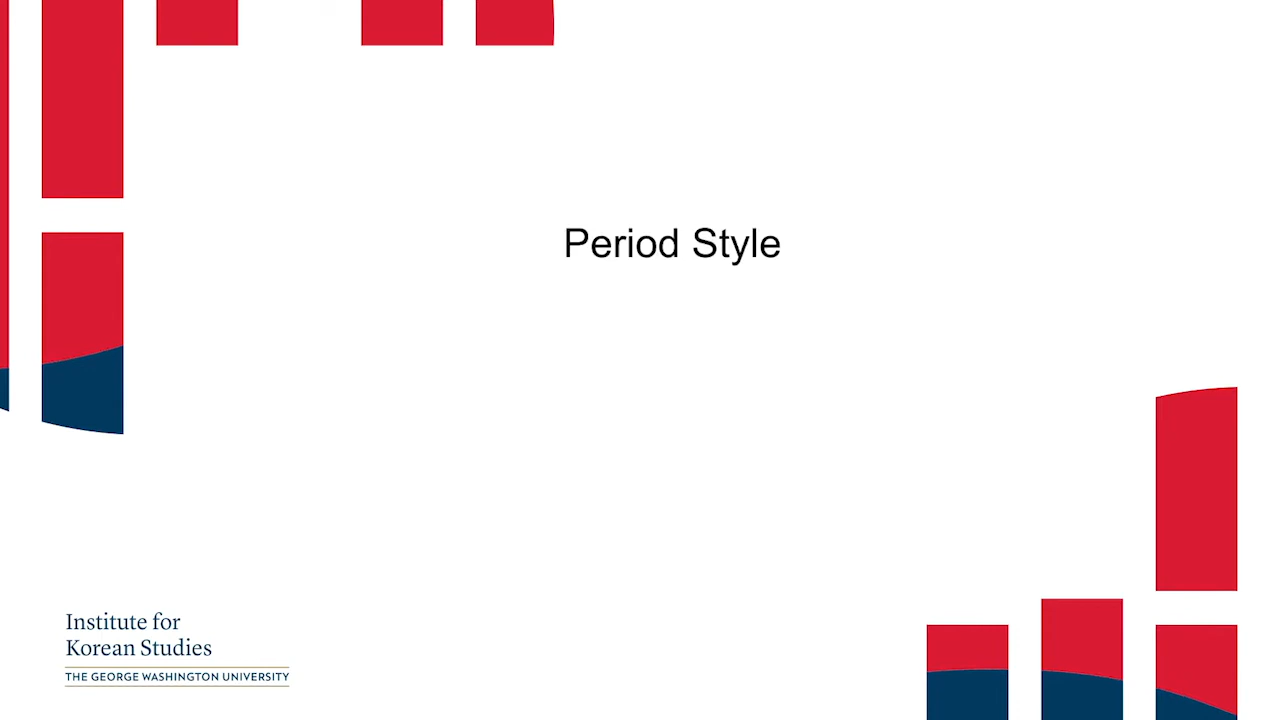 Period Style
Institute for
Korean Studies
THE GEORGE WASHINGTON UNIVERSITY